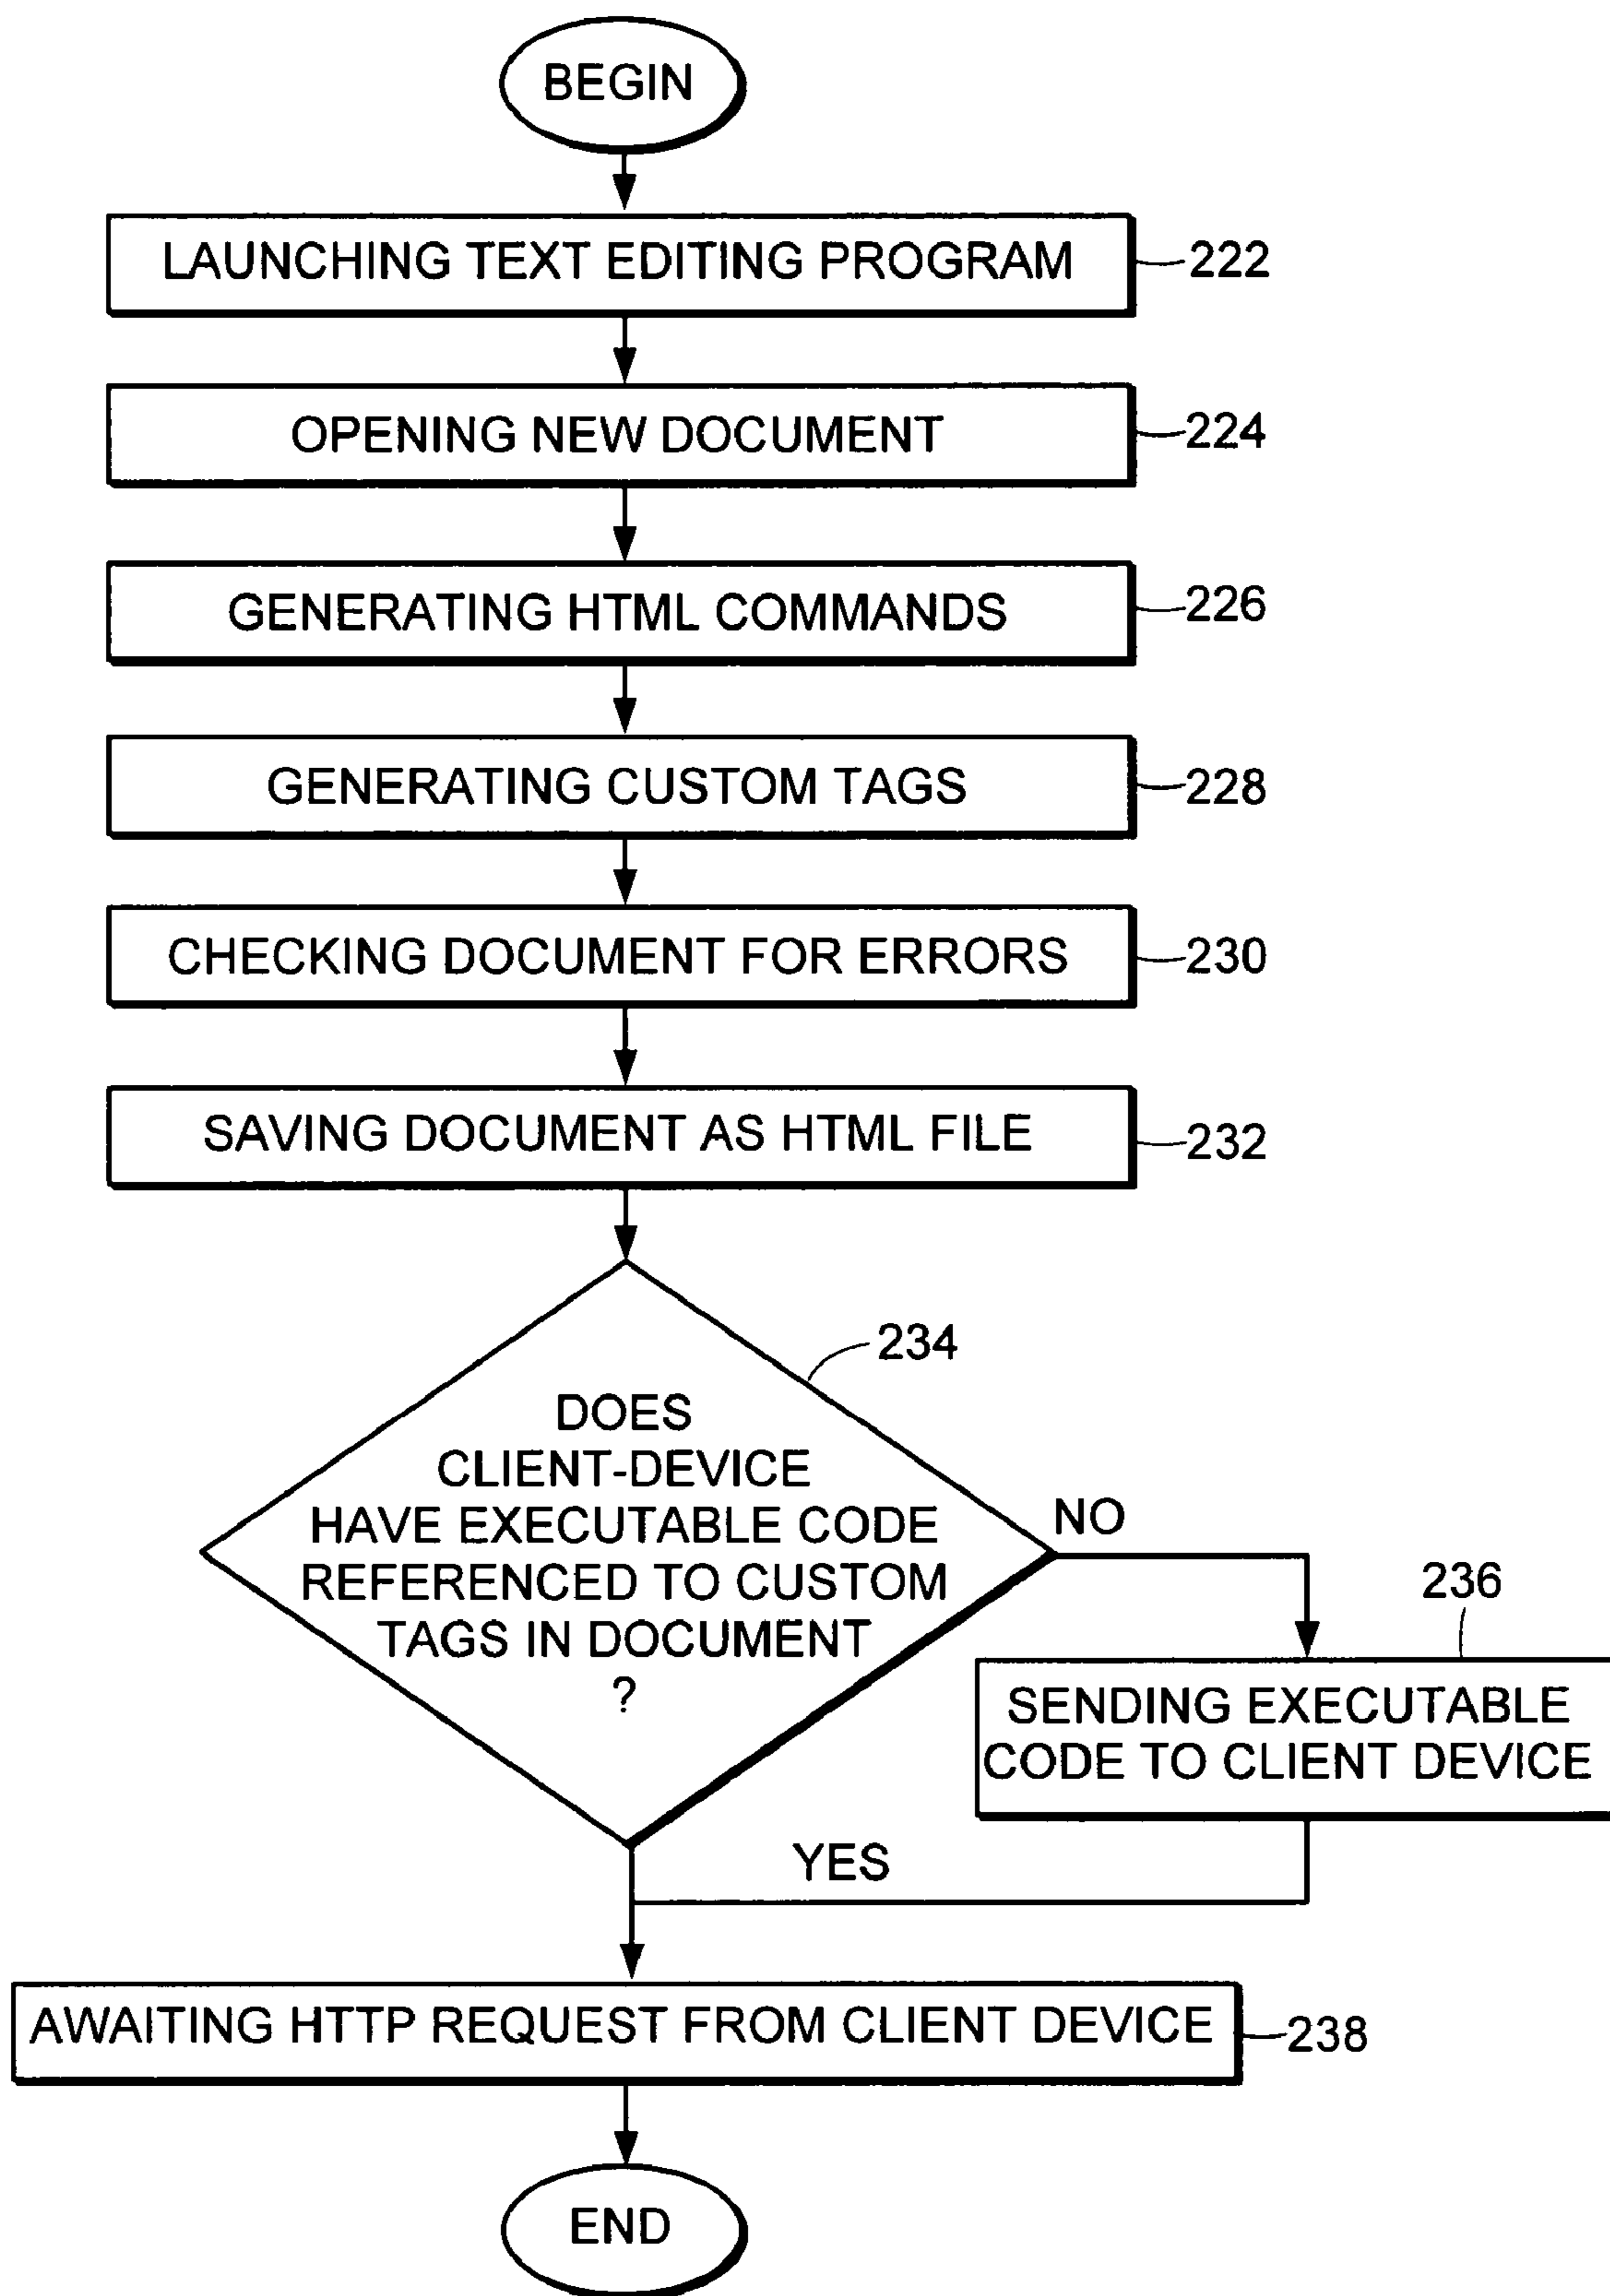 BEGIN
LAUNCHING TEXT EDITING PROGRAM
222
OPENING NEW DOCUMENT
224
GENERATING HTML COMMANDS
226
GENERATING CUSTOM TAGS
228
CHECKING DOCUMENT FOR ERRORS
230
SAVING DOCUMENT AS HTML FILE
232
234
DOES
CLIENT-DEVICE
HAVE EXECUTABLE CODE
REFERENCED TO CUSTOM
TAGS IN DOCUMENT
?
NO
236
SENDING EXECUTABLE
CODE TO CLIENT DEVICE
YES
AWAITING HTTP REQUEST FROM CLIENT DEVICE
238
END